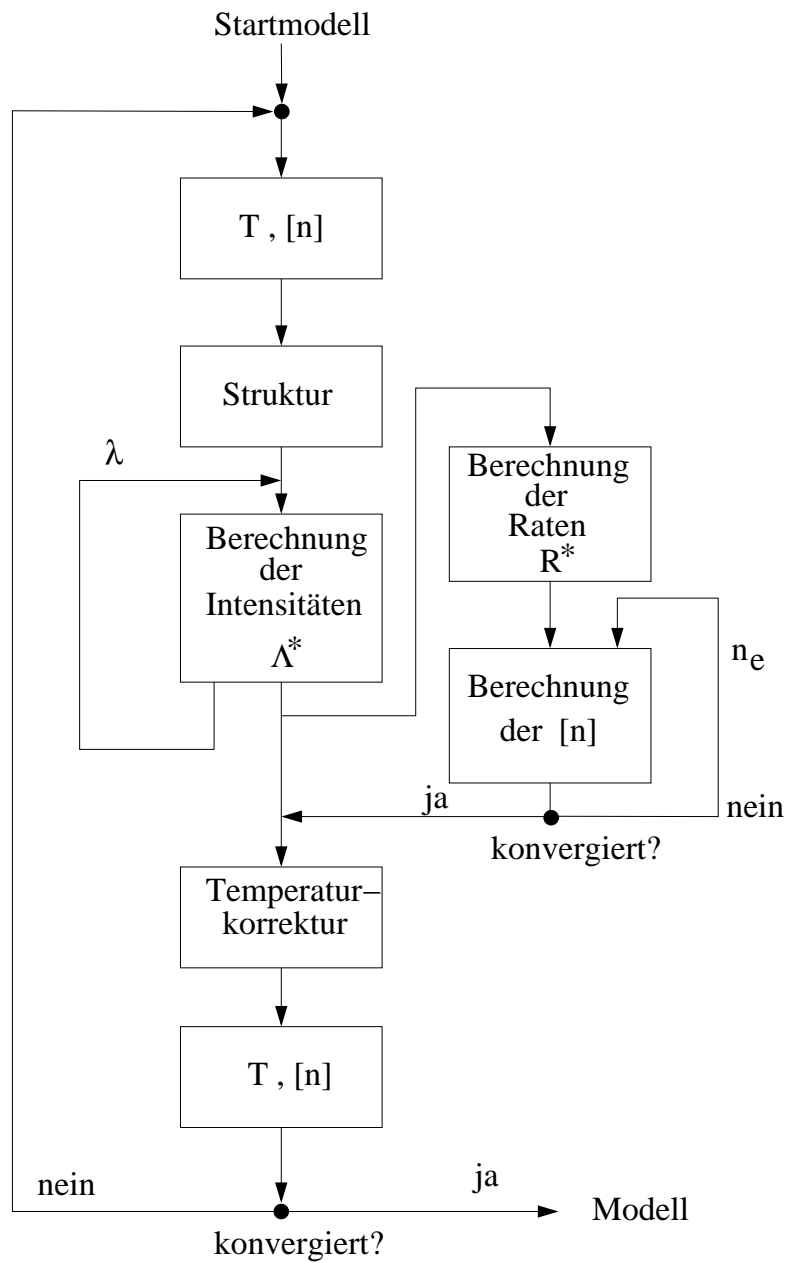 Startmodell
T , [n]
Struktur
λ
Berechnung
der
Intensitäten
Λ*
Berechnung
der
Raten
R*
Berechnung
der [n]
n_e
ja
nein
konvergiert?
Temperatur–
korrektur
T , [n]
nein
ja
Modell
konvergiert?